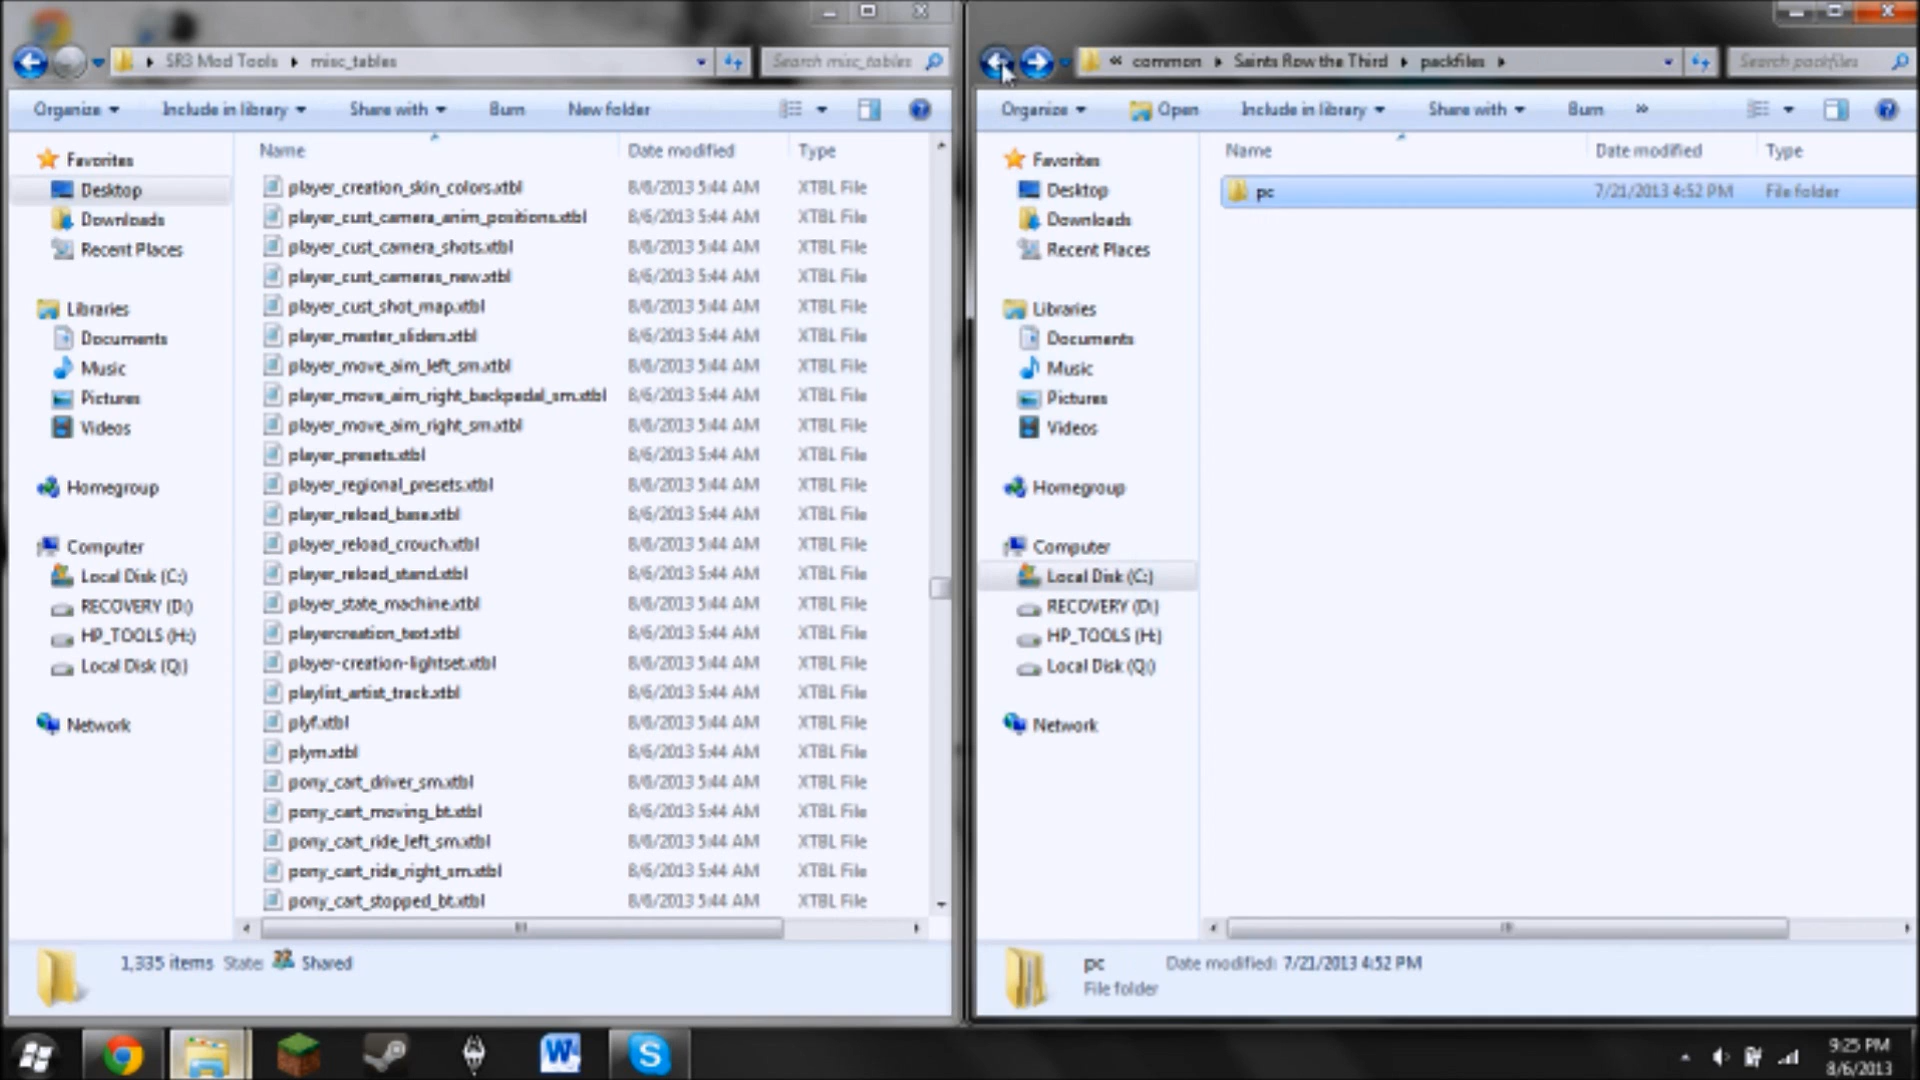 SR3 Mod Tools misc_tables Search misc_tables
Organize Include in library Share with Burn New folder
Favorites
Desktop
Downloads
Recent Places
Libraries
Documents
Music
Pictures
Videos
Homegroup
Computer
Local Disk (C:)
RECOVERY (D:)
HP_TOOLS (H:)
Local Disk (Q:)
Network
Name Date modified Type
player_creation_skin_colors.xtbl 8/6/2013 5:44 AM XTBL File
player_cust_camera_anim_positions.xtbl 8/6/2013 5:44 AM XTBL File
player_cust_camera_shots.xtbl 8/6/2013 5:44 AM XTBL File
player_cust_cameras_new.xtbl 8/6/2013 5:44 AM XTBL File
player_cust_shot_map.xtbl 8/6/2013 5:44 AM XTBL File
player_master_sliders.xtbl 8/6/2013 5:44 AM XTBL File
player_move_aim_left_sm.xtbl 8/6/2013 5:44 AM XTBL File
player_move_aim_right_backpedal_sm.xtbl 8/6/2013 5:44 AM XTBL File
player_move_aim_right_sm.xtbl 8/6/2013 5:44 AM XTBL File
player_presets.xtbl 8/6/2013 5:44 AM XTBL File
player_regional_presets.xtbl 8/6/2013 5:44 AM XTBL File
player_reload_base.xtbl 8/6/2013 5:44 AM XTBL File
player_reload_crouch.xtbl 8/6/2013 5:44 AM XTBL File
player_reload_stand.xtbl 8/6/2013 5:44 AM XTBL File
player_state_machine.xtbl 8/6/2013 5:44 AM XTBL File
playercreation_text.xtbl 8/6/2013 5:44 AM XTBL File
player-creation-lightset.xtbl 8/6/2013 5:44 AM XTBL File
playlist_artist_track.xtbl 8/6/2013 5:44 AM XTBL File
plyf.xtbl 8/6/2013 5:44 AM XTBL File
plym.xtbl 8/6/2013 5:44 AM XTBL File
pony_cart_driver_sm.xtbl 8/6/2013 5:44 AM XTBL File
pony_cart_moving_bt.xtbl 8/6/2013 5:44 AM XTBL File
pony_cart_ride_left_sm.xtbl 8/6/2013 5:44 AM XTBL File
pony_cart_ride_right_sm.xtbl 8/6/2013 5:44 AM XTBL File
pony_cart_stopped_bt.xtbl 8/6/2013 5:44 AM XTBL File
1,335 items State: Shared
« common Saints Row the Third packfiles Search packfiles
Organize Open Include in library Share with Burn »
Favorites
Desktop
Downloads
Recent Places
Libraries
Documents
Music
Pictures
Videos
Homegroup
Computer
Local Disk (C:)
RECOVERY (D:)
HP_TOOLS (H:)
Local Disk (Q:)
Network
Name Date modified Type
pc 7/21/2013 4:52 PM File folder
pc Date modified: 7/21/2013 4:52 PM
File folder
9:25 PM
8/6/2013